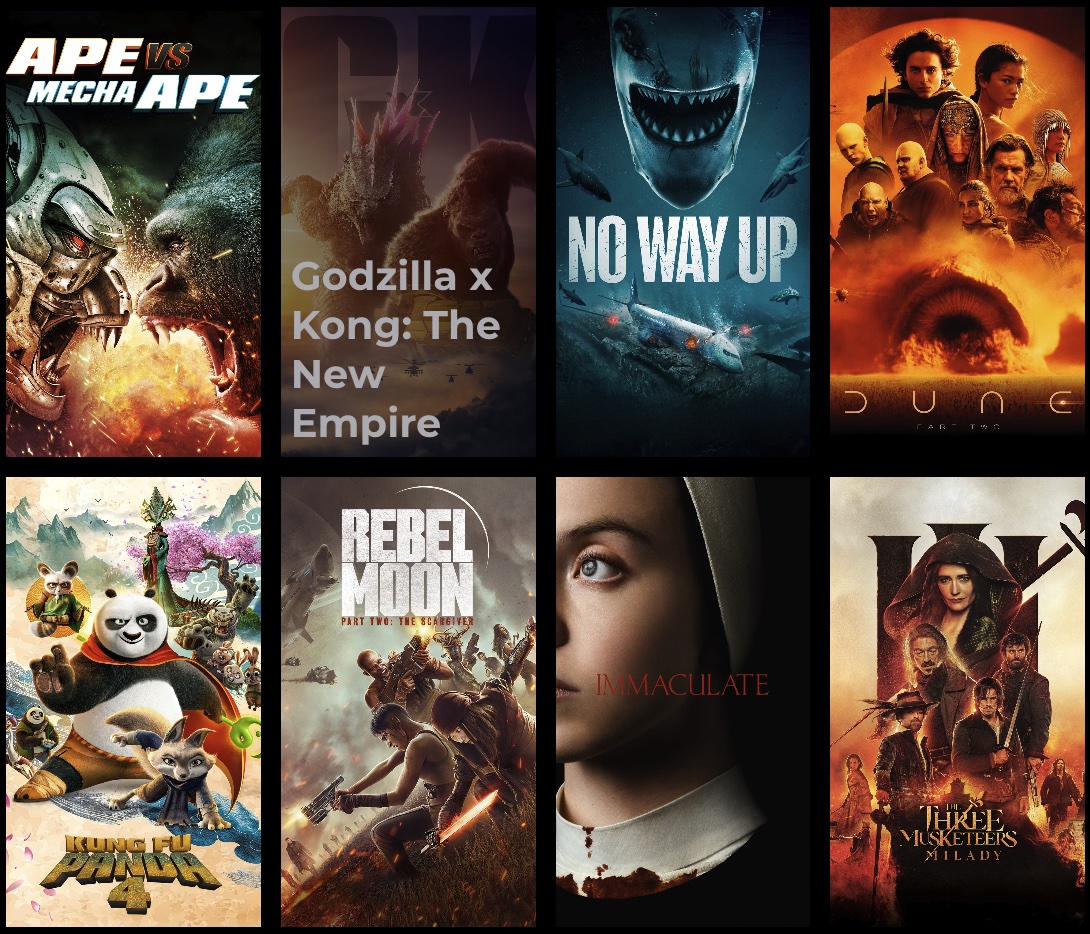 APE VS
MECHA APE
GK
Godzilla x
Kong: The
New
Empire
NO WAY UP
DUNE
PART TWO
KUNG FU
PANDA
4
REBEL
MOON
PART TWO: THE SCARGIVER
IMMACULATE
III
THE
THREE
MUSKETEERS
MILADY